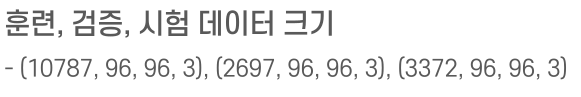 훈련, 검증, 시험 데이터 크기
- (10787, 96, 96, 3), (2697, 96, 96, 3), (3372, 96, 96, 3)